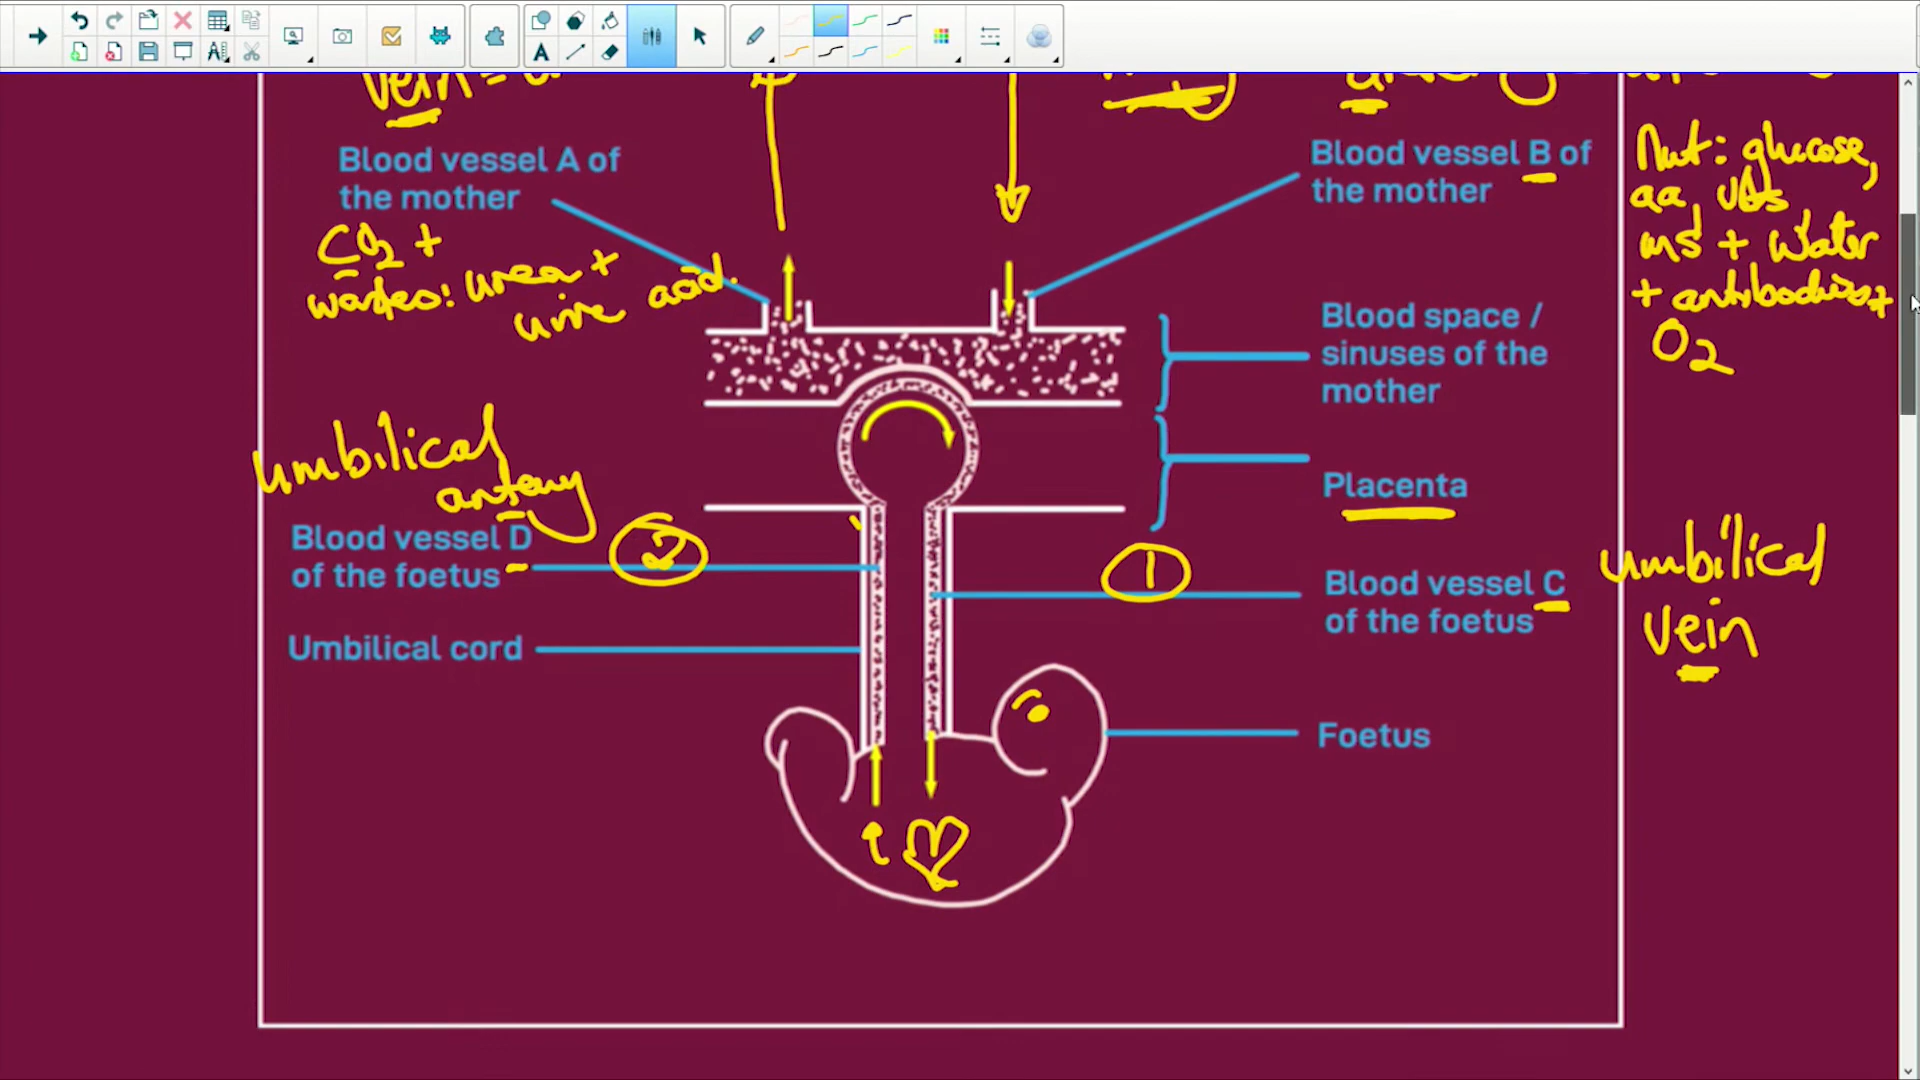 vein =
Blood vessel A of
the mother
CO2 +
wastes: urea +
uric acid.
Blood vessel B of
the mother
Nut: glucose,
aa,
MS + water
+ antibodies +
O2
Blood space /
sinuses of the
mother
umbilical
artery
Placenta
Blood vessel D
of the foetus
2
1
Blood vessel C
of the foetus
umbilical
vein
Umbilical cord
Foetus